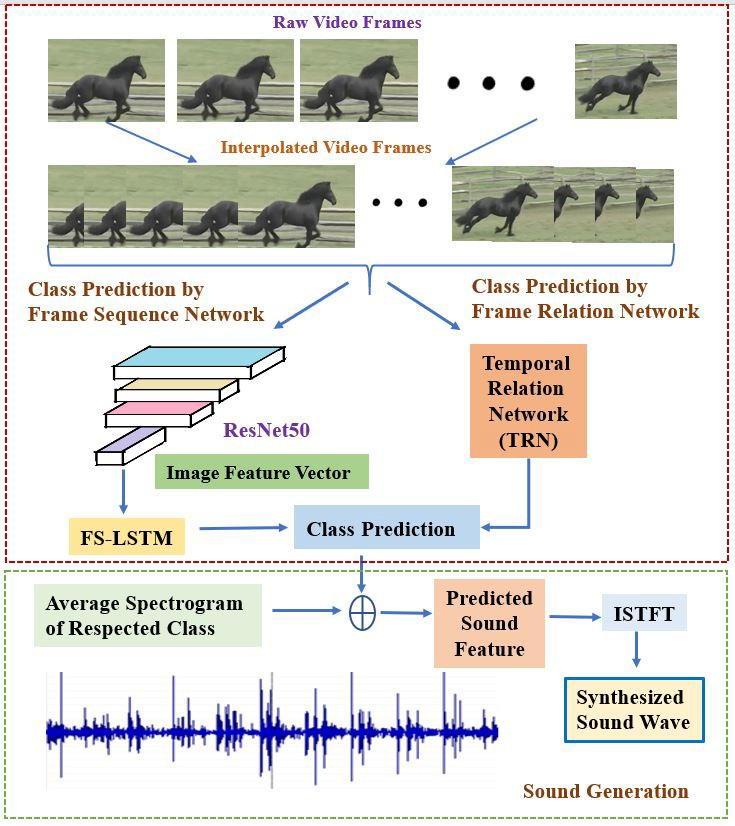 Raw Video Frames
Interpolated Video Frames
Class Prediction by
Frame Sequence Network
Class Prediction by
Frame Relation Network
Temporal
Relation
Network
(TRN)
ResNet50
Image Feature Vector
FS-LSTM
Class Prediction
Average Spectrogram
of Respected Class
Predicted
Sound
Feature
ISTFT
Synthesized
Sound Wave
Sound Generation